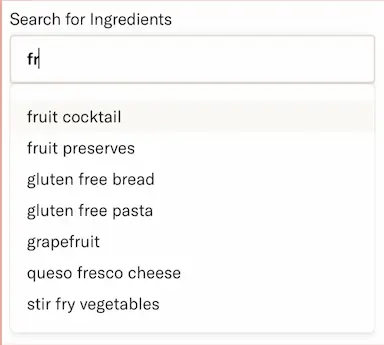 Search for Ingredients
fr
fruit cocktail
fruit preserves
gluten free bread
gluten free pasta
grapefruit
queso fresco cheese
stir fry vegetables